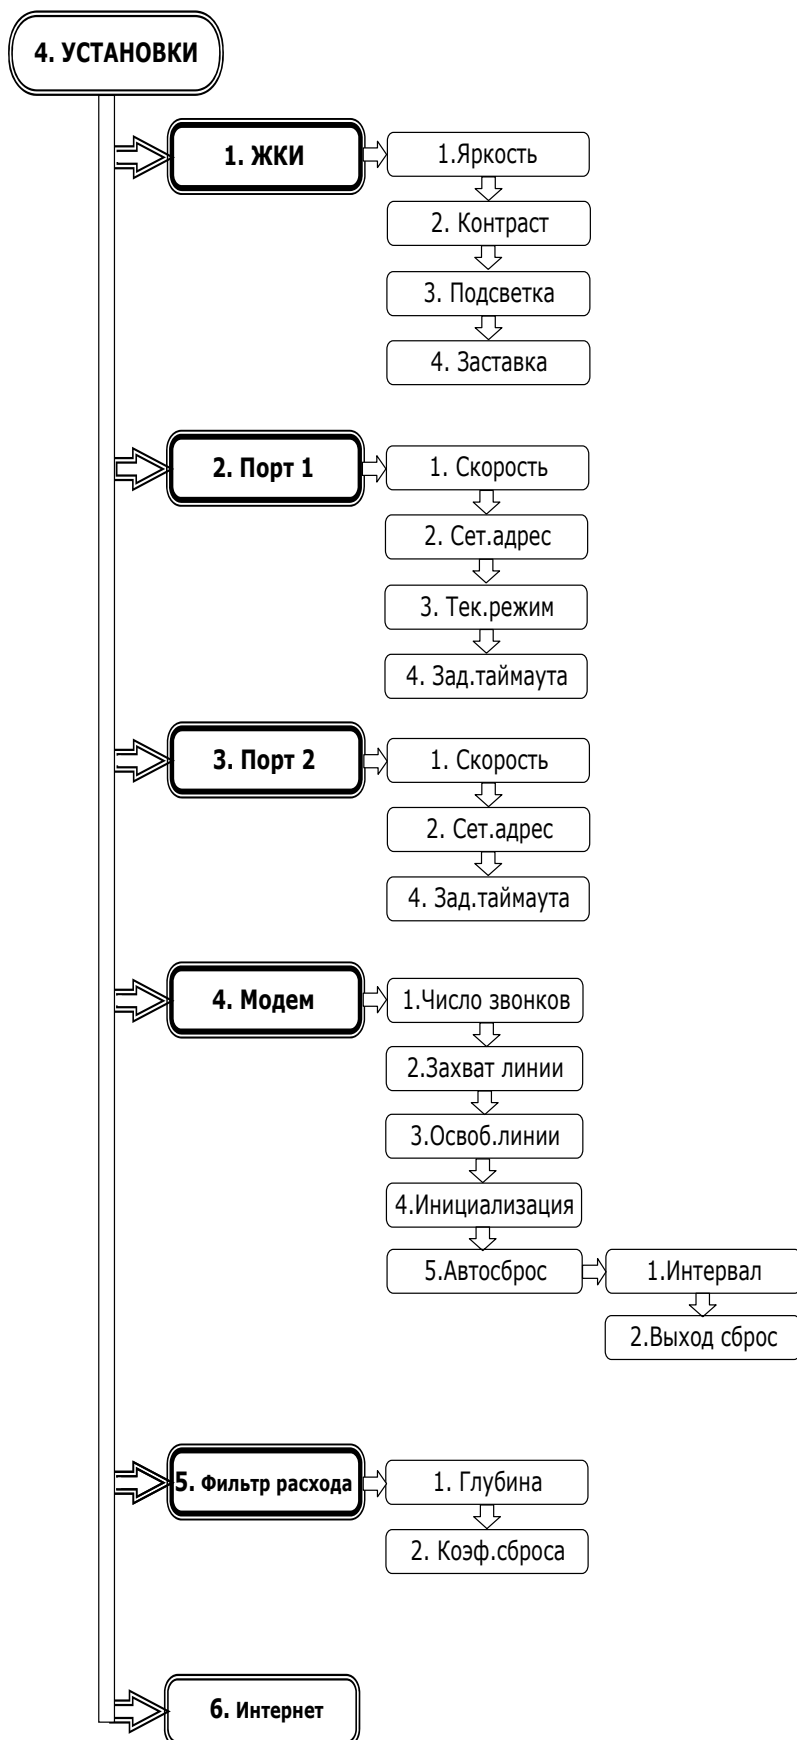 4. УСТАНОВКИ
1. ЖКИ
1.Яркость
2. Контраст
3. Подсветка
4. Заставка
2. Порт 1
1. Скорость
2. Сет.адрес
3. Тек.режим
4. Зад.таймаута
3. Порт 2
1. Скорость
2. Сет.адрес
4. Зад.таймаута
4. Модем
1.Число звонков
2.Захват линии
3.Освоб.линии
4.Инициализация
5.Автосброс
1.Интервал
2.Выход сброс
5. Фильтр расхода
1. Глубина
2. Коэф.сброса
6. Интернет